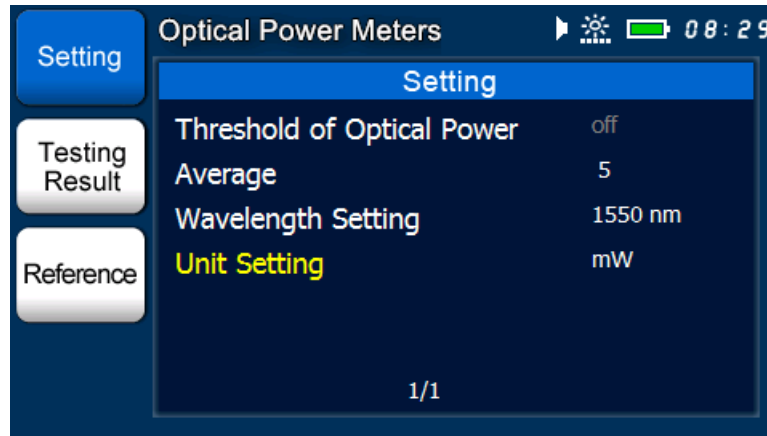 Setting
Testing
Result
Reference
Optical Power Meters
08:29
Setting
Threshold of Optical Power off
Average 5
Wavelength Setting 1550 nm
Unit Setting mW
1/1